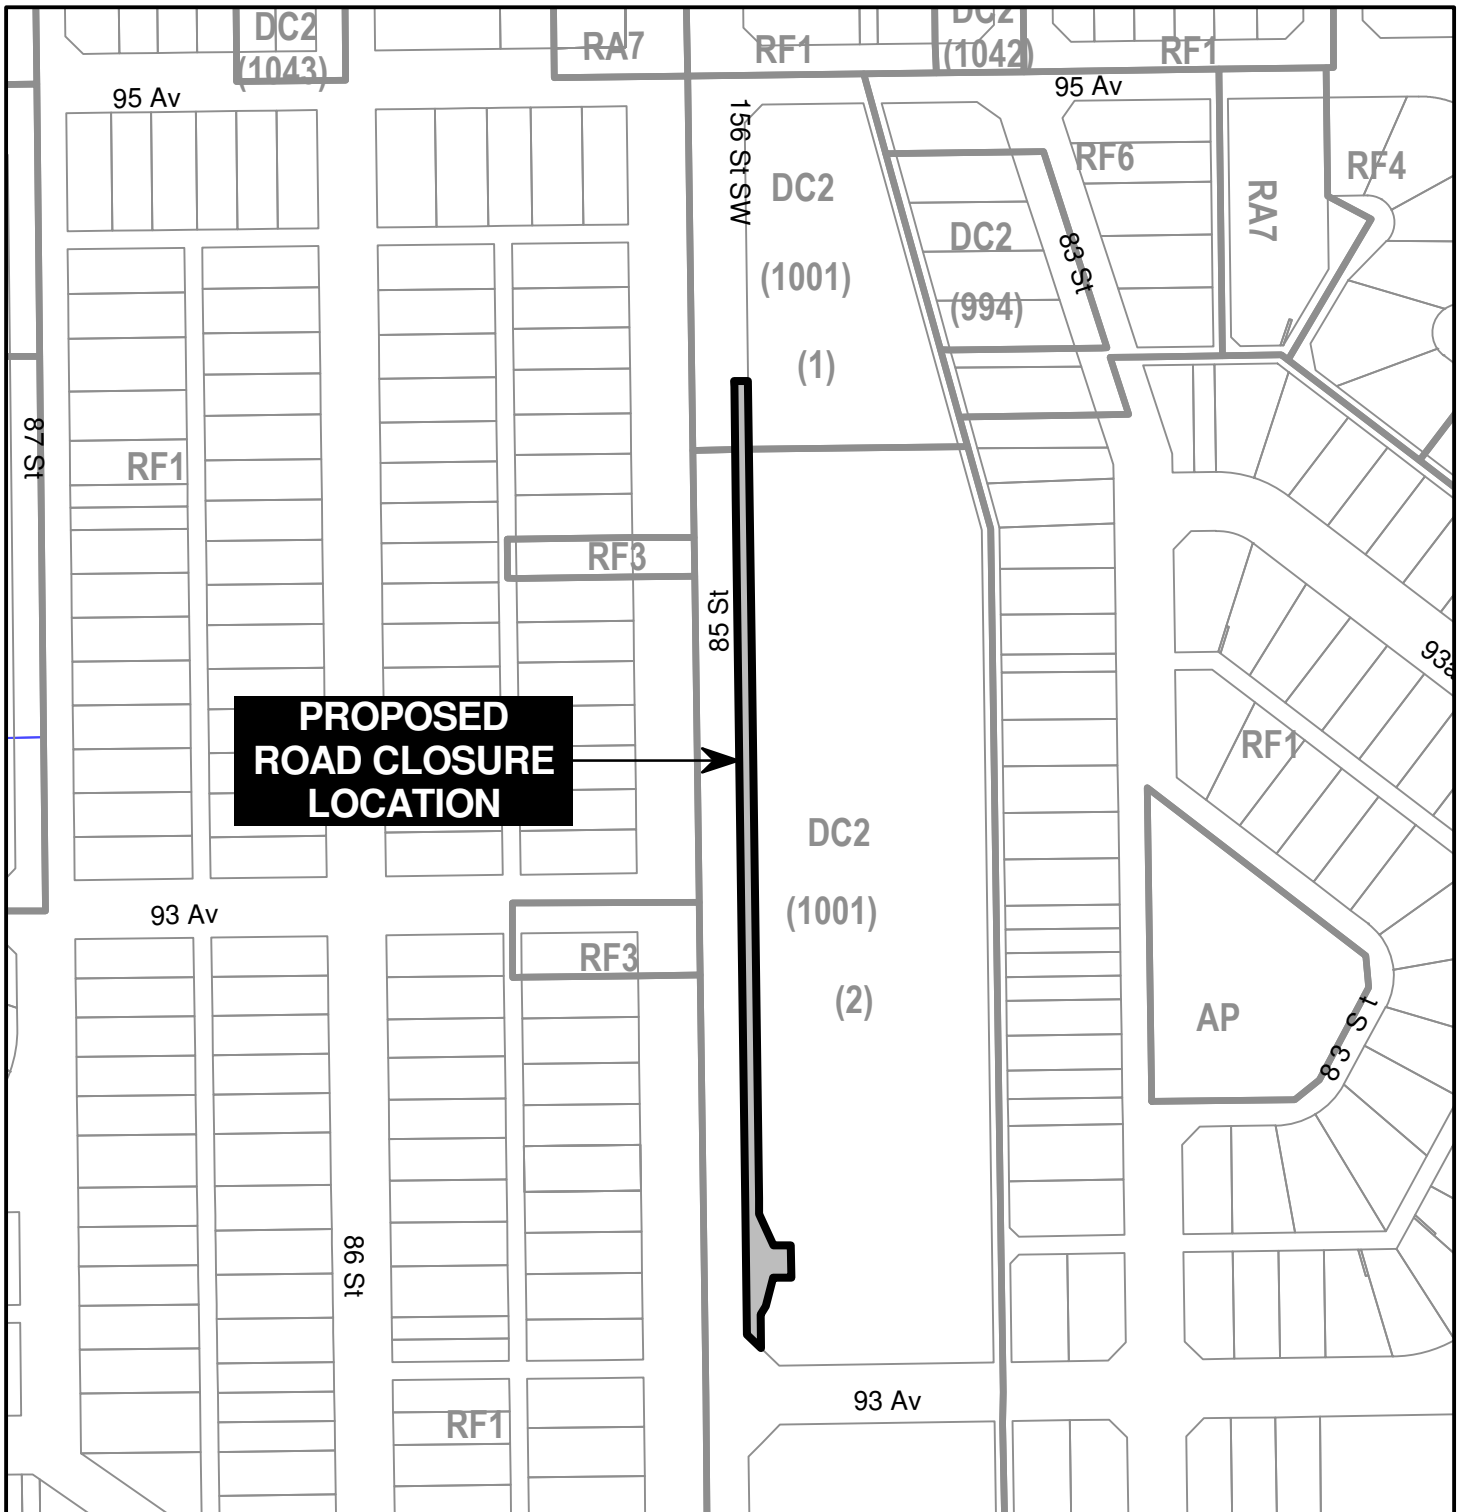 DC2
(1043)
RA7
RF1
DC2
(1042)
RF1
95 Av
95 Av
156 St SW
DC2
(1001)
(1)
DC2
(994)
83 St
RF6
RA7
RF4
87 St
RF1
RF3
85 St
PROPOSED
ROAD CLOSURE
LOCATION
93a
RF1
DC2
(1001)
(2)
93 Av
RF3
AP
83 St
86 St
93 Av
RF1